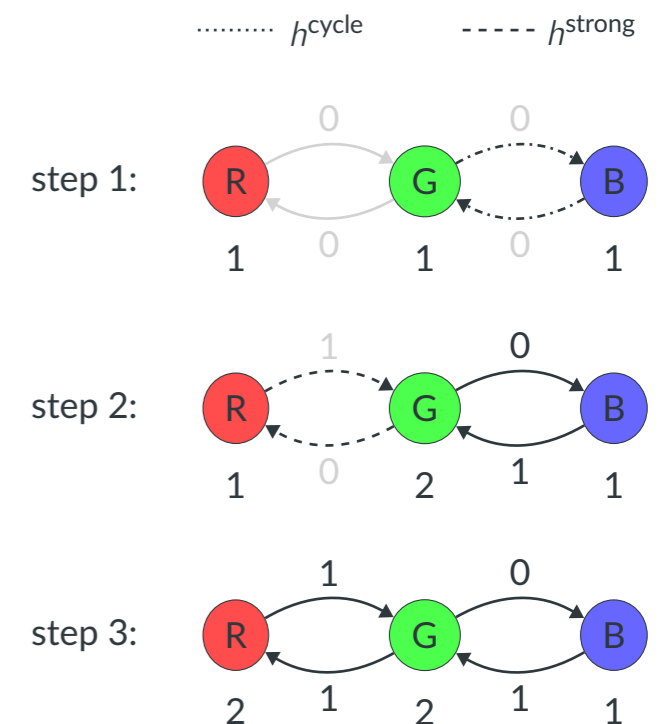 h^cycle h^strong
0 0
step 1: R G B
0 0
1 1 1
1 0
step 2: R G B
0 1
1 2 1
1 0
step 3: R G B
1 1
2 2 1